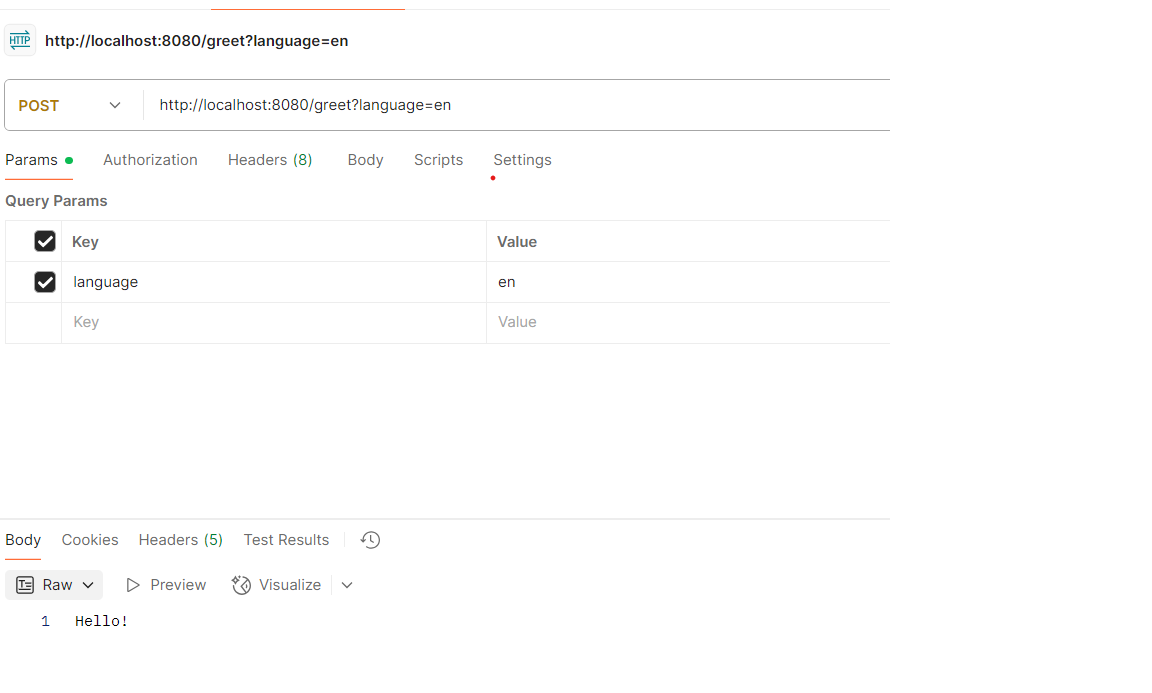 HTTP http://localhost:8080/greet?language=en
POST http://localhost:8080/greet?language=en
Params Authorization Headers (8) Body Scripts Settings
Query Params
Key Value
language en
Key Value
Body Cookies Headers (5) Test Results
Raw Preview Visualize
1 Hello!